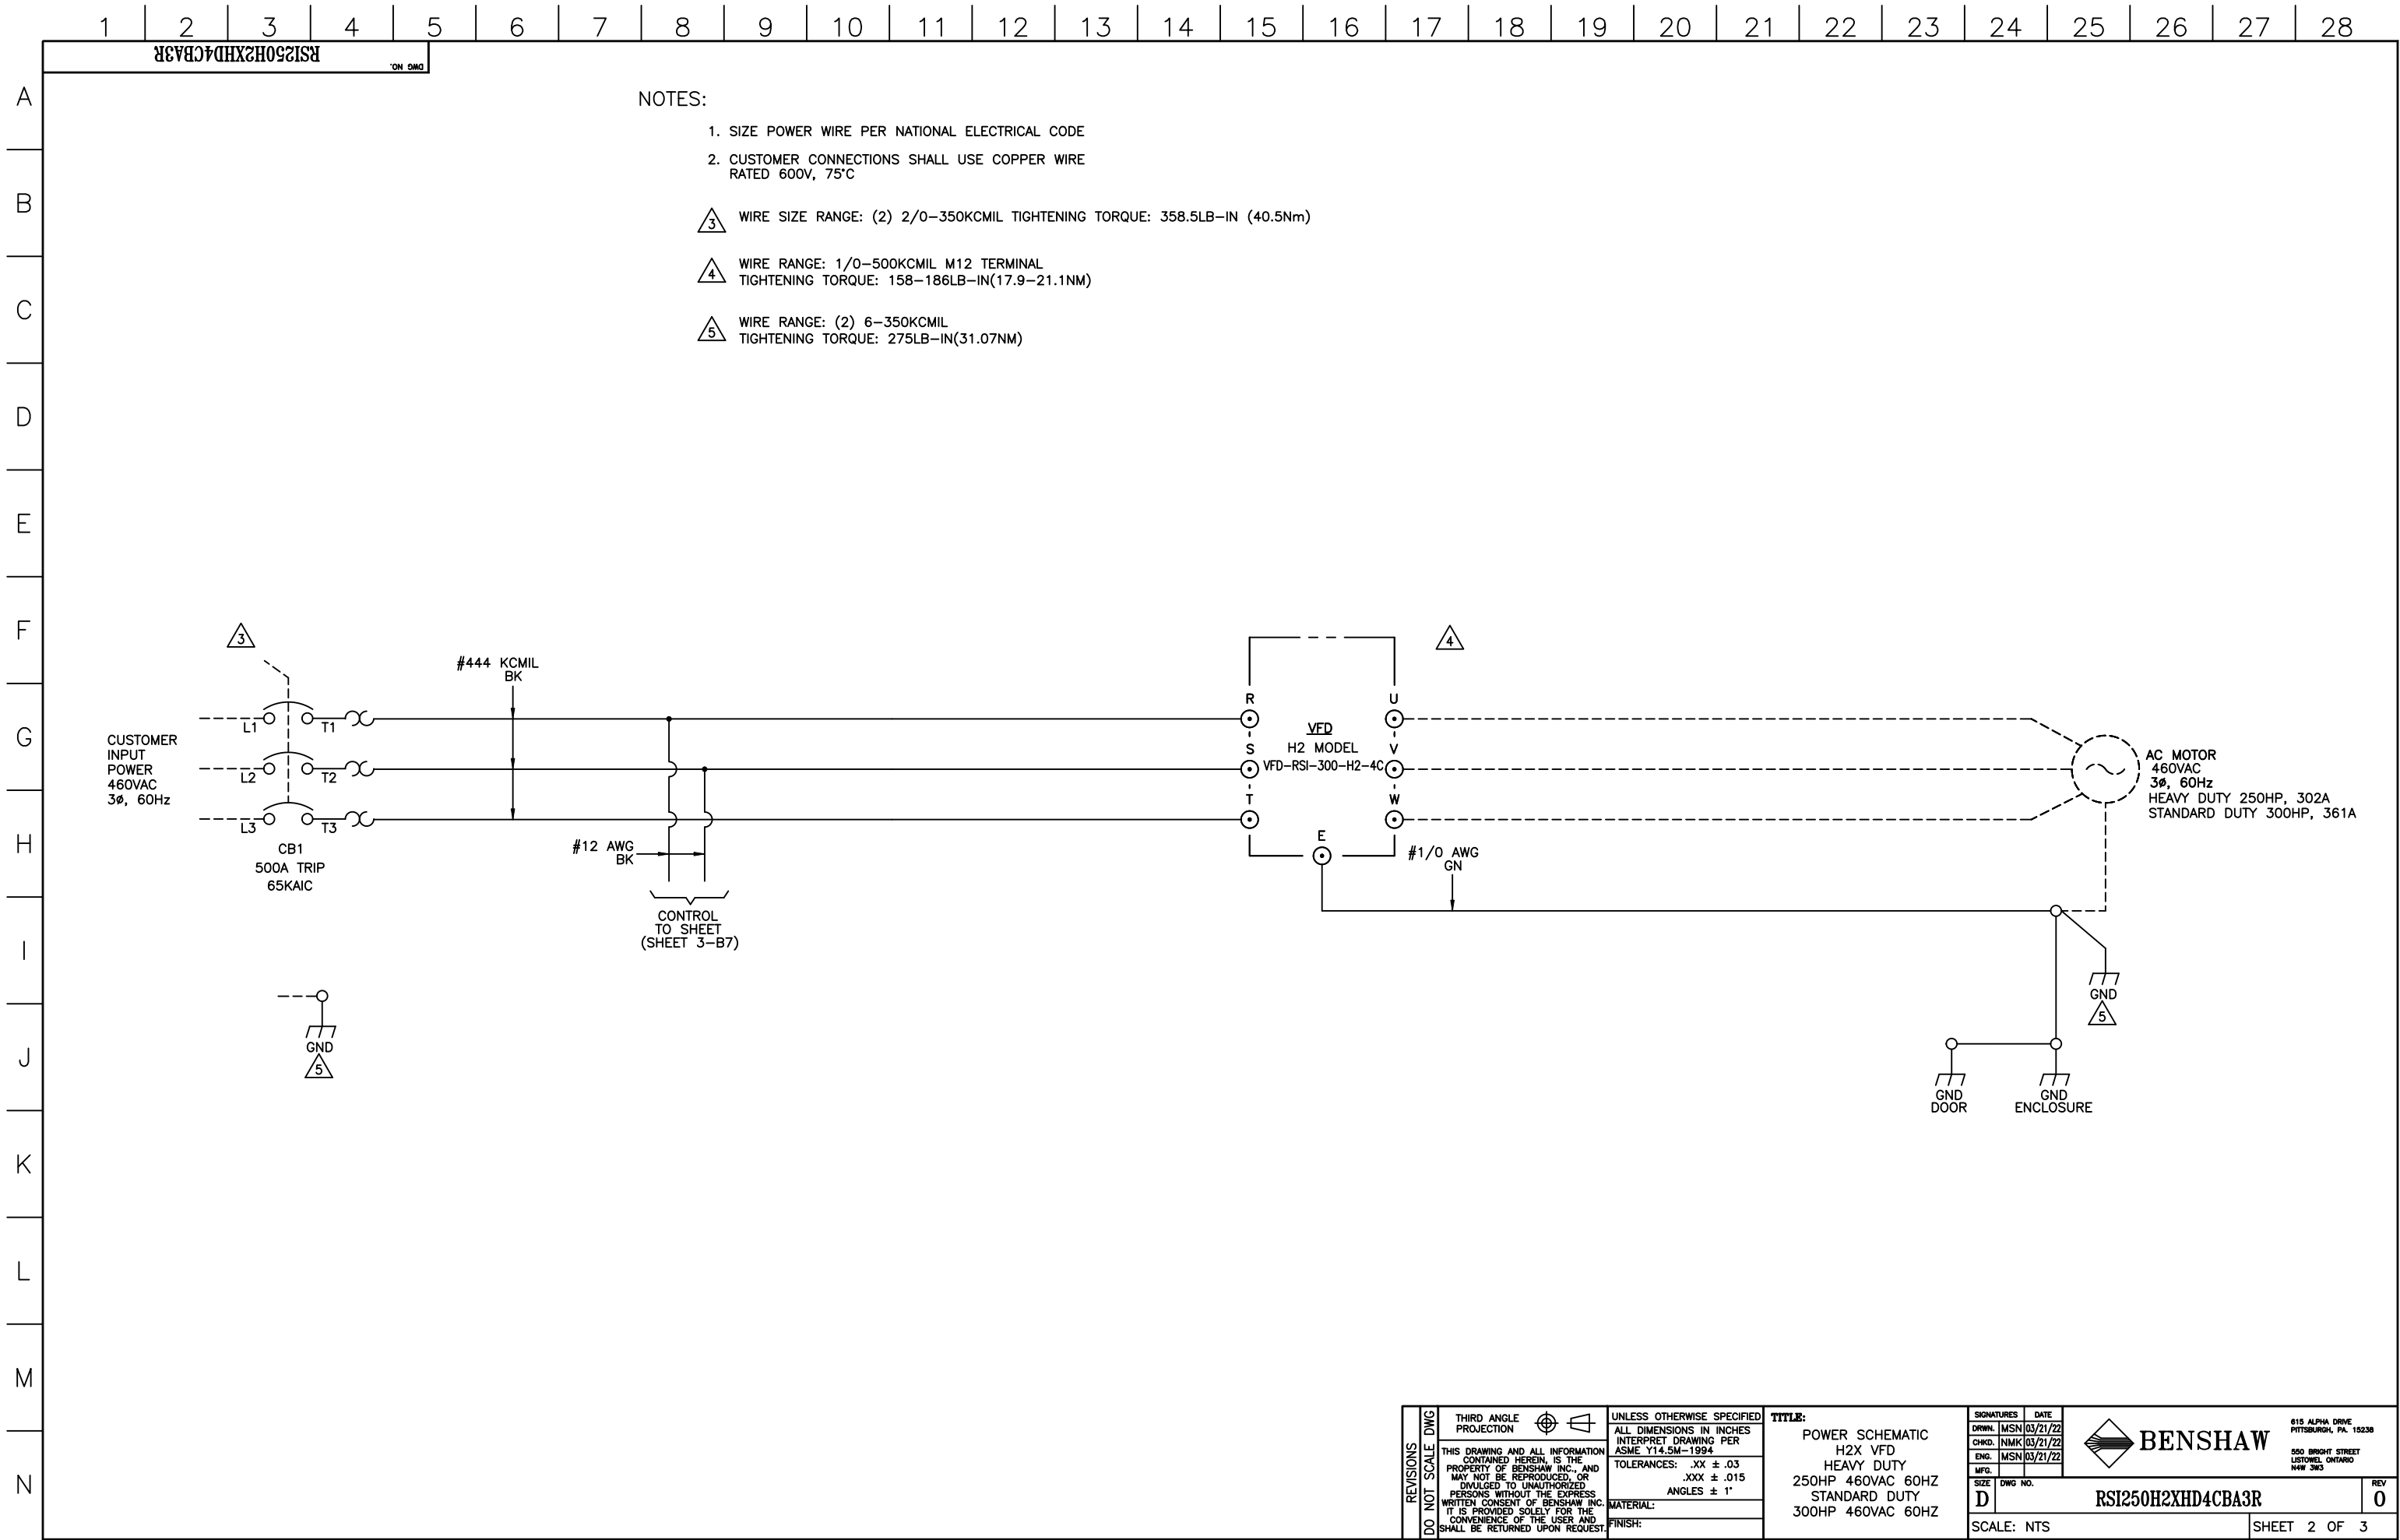 1 2 3 4 5 6 7 8 9 10 11 12 13 14 15 16 17 18 19 20 21 22 23 24 25 26 27 28
A
B
C
D
E
F
G
H
I
J
K
L
M
N
DWG NO.
RSI250H2XHD4CBA3R
NOTES:
1. SIZE POWER WIRE PER NATIONAL ELECTRICAL CODE
2. CUSTOMER CONNECTIONS SHALL USE COPPER WIRE
RATED 600V, 75°C
3 WIRE SIZE RANGE: (2) 2/0-350KCMIL TIGHTENING TORQUE: 358.5LB-IN (40.5Nm)
4 WIRE RANGE: 1/0-500KCMIL M12 TERMINAL
TIGHTENING TORQUE: 158-186LB-IN(17.9-21.1NM)
5 WIRE RANGE: (2) 6-350KCMIL
TIGHTENING TORQUE: 275LB-IN(31.07NM)
3
#444 KCMIL
BK
CUSTOMER
INPUT
POWER
460VAC
3ø, 60Hz
L1 T1
L2 T2
L3 T3
CB1
500A TRIP
65KAIC
#12 AWG
BK
CONTROL
TO SHEET
(SHEET 3-B7)
GND
5
4
R U
S V
T W
E
VFD
H2 MODEL
VFD-RSI-300-H2-4C
#1/0 AWG
GN
AC MOTOR
460VAC
3ø, 60Hz
HEAVY DUTY 250HP, 302A
STANDARD DUTY 300HP, 361A
GND
5
GND
DOOR
GND
ENCLOSURE
REVISIONS
DO NOT SCALE DWG
THIRD ANGLE
PROJECTION
THIS DRAWING AND ALL INFORMATION
CONTAINED HEREIN, IS THE
PROPERTY OF BENSHAW INC., AND
MAY NOT BE REPRODUCED, OR
DIVULGED TO UNAUTHORIZED
PERSONS WITHOUT THE EXPRESS
WRITTEN CONSENT OF BENSHAW INC.
IT IS PROVIDED SOLELY FOR THE
CONVENIENCE OF THE USER AND
SHALL BE RETURNED UPON REQUEST.
UNLESS OTHERWISE SPECIFIED
ALL DIMENSIONS IN INCHES
INTERPRET DRAWING PER
ASME Y14.5M-1994
TOLERANCES: .XX ± .03
.XXX ± .015
ANGLES ± 1°
MATERIAL:
FINISH:
TITLE:
POWER SCHEMATIC
H2X VFD
HEAVY DUTY
250HP 460VAC 60HZ
STANDARD DUTY
300HP 460VAC 60HZ
SIGNATURES DATE
DRWN. MSN 03/21/22
CHKD. NMK 03/21/22
ENG. MSN 03/21/22
MFG.
BENSHAW
615 ALPHA DRIVE
PITTSBURGH, PA. 15238
550 BRIGHT STREET
LISTOWEL ONTARIO
N4W 3W3
SIZE
D
DWG NO.
RSI250H2XHD4CBA3R
REV
0
SCALE: NTS
SHEET 2 OF 3